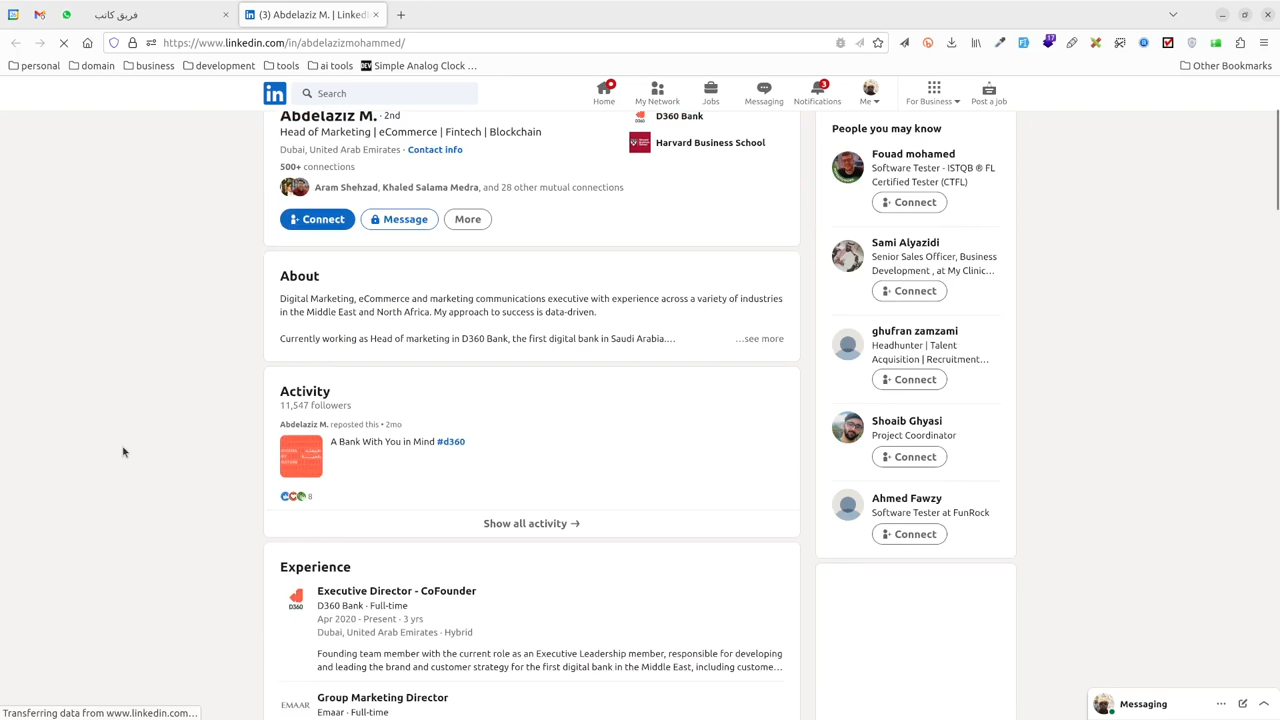 فريق كاتب
(3) Abdelaziz M. | Linked
https://www.linkedin.com/in/abdelazizmohammed/
17
personal
domain
business
development
tools
ai tools
DEV
Simple Analog Clock ...
Other Bookmarks
in
Search
Home
My Network
Jobs
Messaging
3
Notifications
Me
For Business
Post a job
Abdelaziz M. · 2nd
Head of Marketing | eCommerce | Fintech | Blockchain
Dubai, United Arab Emirates · Contact info
500+ connections
Aram Shehzad, Khaled Salama Medra, and 28 other mutual connections
Connect
Message
More
D360 Bank
Harvard Business School
About
Digital Marketing, eCommerce and marketing communications executive with experience across a variety of industries
in the Middle East and North Africa. My approach to success is data-driven.
Currently working as Head of marketing in D360 Bank, the first digital bank in Saudi Arabia....
...see more
Activity
11,547 followers
Abdelaziz M. reposted this • 2mo
A Bank With You in Mind #d360
8
Show all activity →
Experience
D360
Executive Director - CoFounder
D360 Bank · Full-time
Apr 2020 - Present · 3 yrs
Dubai, United Arab Emirates · Hybrid
Founding team member with the current role as an Executive Leadership member, responsible for developing
and leading the brand and customer strategy for the first digital bank in the Middle East, including custome...
EMAAR
Group Marketing Director
Emaar · Full-time
People you may know
Fouad mohamed
Software Tester - ISTQB ® FL
Certified Tester (CTFL)
Connect
Sami Alyazidi
Senior Sales Officer, Business
Development , at My Clinic...
Connect
ghufran zamzami
Headhunter | Talent
Acquisition | Recruitment...
Connect
Shoaib Ghyasi
Project Coordinator
Connect
Ahmed Fawzy
Software Tester at FunRock
Connect
Messaging
Transferring data from www.linkedin.com...